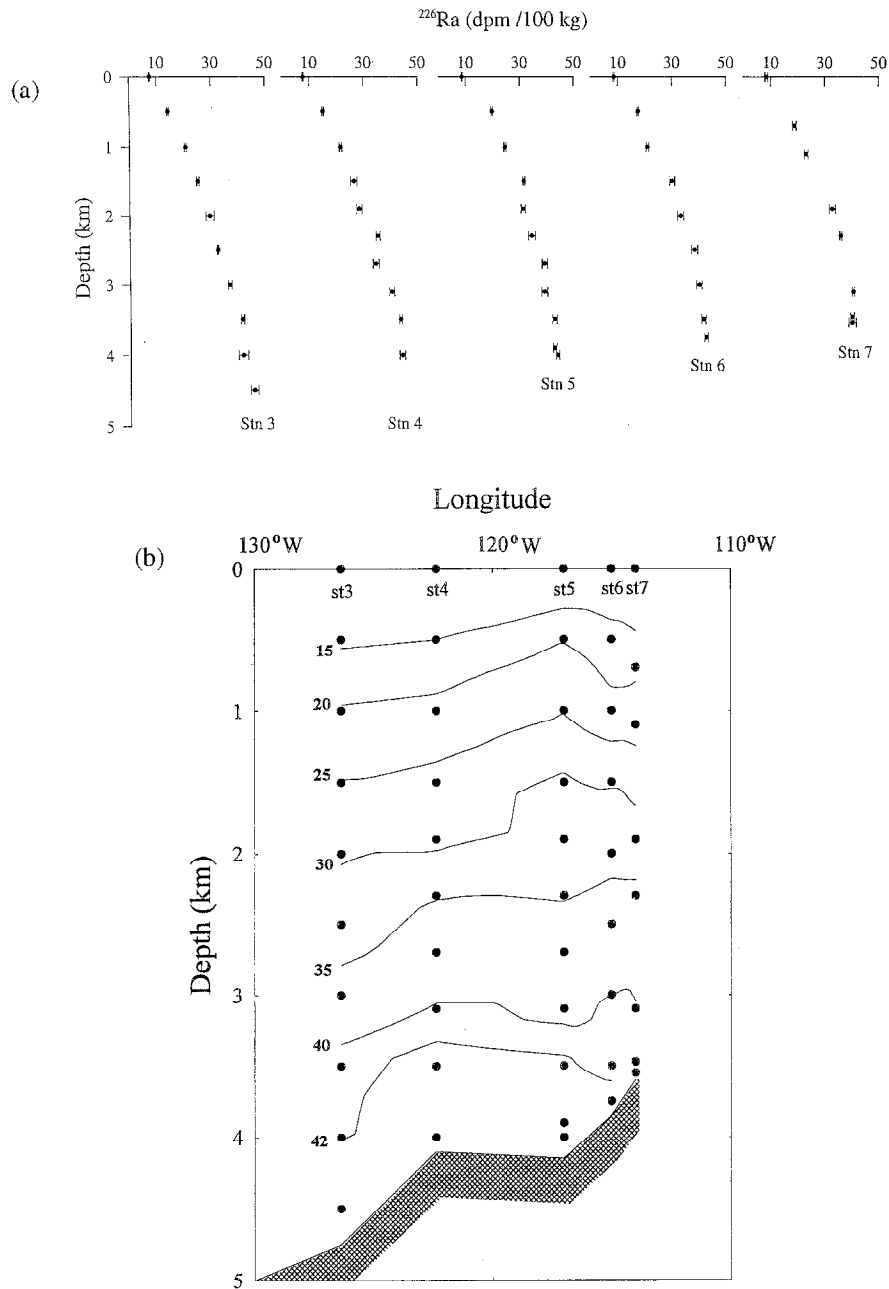 ²²⁶Ra (dpm /100 kg)
10 30 50 10 30 50 10 30 50 10 30 50 10 30 50
(a)
0
1
2
3
4
5
Depth (km)
Stn 3
Stn 4
Stn 5
Stn 6
Stn 7
Longitude
(b)
130°W 120°W 110°W
0
st3 st4 st5 st6 st7
15
20
1
25
30
2
35
3
40
42
4
5
Depth (km)